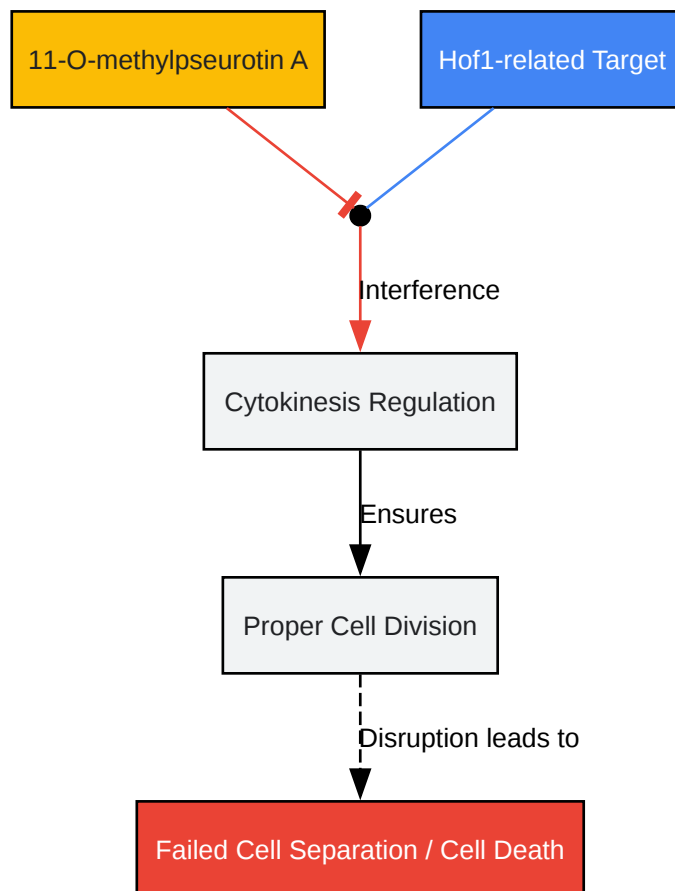 11-O-methylpseurotin A
Hof1-related Target
Interference
Cytokinesis Regulation
Ensures
Proper Cell Division
Disruption leads to
Failed Cell Separation / Cell Death